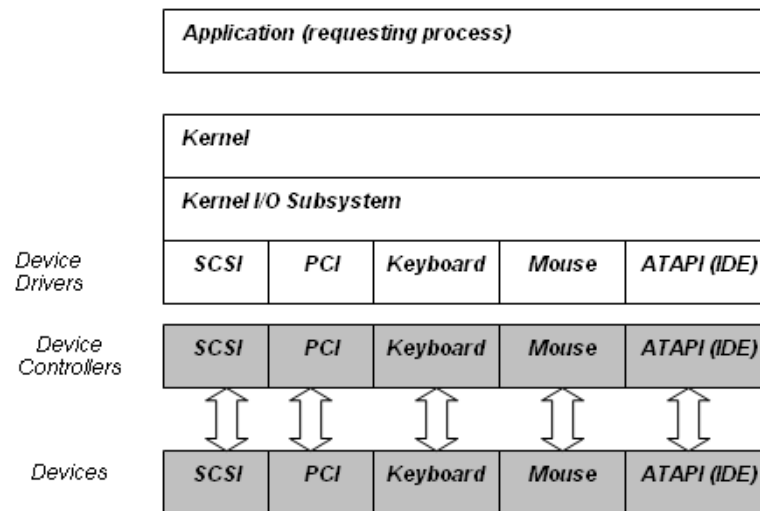 Application (requesting process)
Kernel
Kernel I/O Subsystem
Device
Drivers
SCSI PCI Keyboard Mouse ATAPI (IDE)
Device
Controllers
SCSI PCI Keyboard Mouse ATAPI (IDE)
Devices
SCSI PCI Keyboard Mouse ATAPI (IDE)